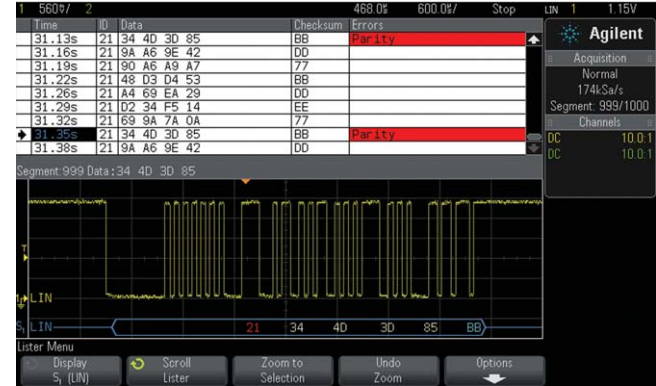 1 560▽/ 2 468.0s 600.0s/ Stop LIN 1 1.15V
Time ID Data Checksum Errors
31.13s 21 34 4D 3D 85 BB Parity
31.16s 21 9A A6 9E 42 DD
31.19s 21 90 A6 A9 A7 77
31.22s 21 48 D3 D4 53 BB
31.26s 21 A4 69 EA 29 DD
31.29s 21 D2 34 F5 14 EE
31.32s 21 69 9A 7A 0A 77
31.35s 21 34 4D 3D 85 BB Parity
31.38s 21 9A A6 9E 42 DD
Segment:999 Data:34 4D 3D 85
Agilent
Acquisition
Normal
174kSa/s
Segment: 999/1000
Channels
DC 10.0:1
DC 10.0:1
T
LIN
S1 LIN 21 34 4D 3D 85 BB
Lister Menu
Display
S1 (LIN)
Scroll
Lister
Zoom to
Selection
Undo
Zoom
Options